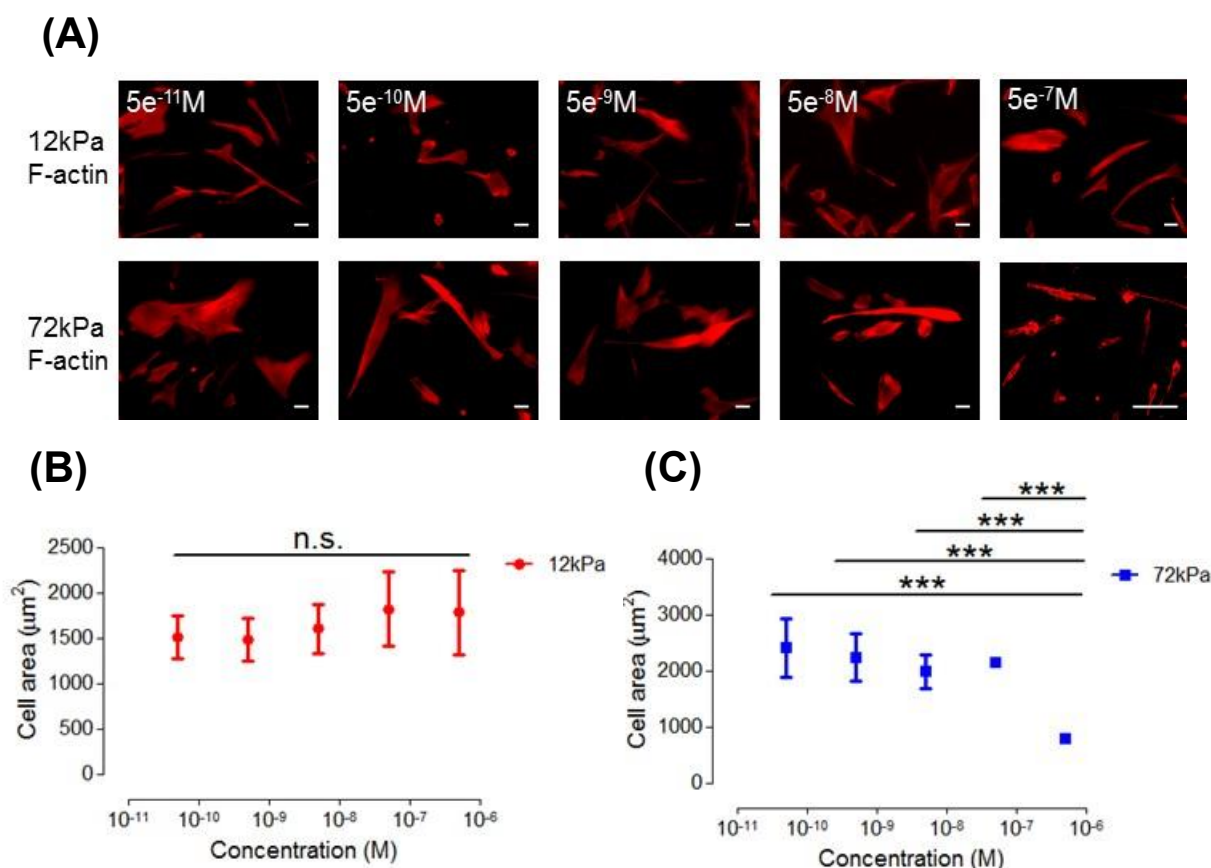 (A)
5e⁻¹¹M 5e⁻¹⁰M 5e⁻⁹M 5e⁻⁸M 5e⁻⁷M
12kPa
F-actin
72kPa
F-actin
(B)
n.s.
2500
2000
1500
1000
500
0
Cell area (μm²)
12kPa
10⁻¹¹ 10⁻¹⁰ 10⁻⁹ 10⁻⁸ 10⁻⁷ 10⁻⁶
Concentration (M)
(C)
***
***
***
***
4000
3000
2000
1000
0
Cell area (μm²)
72kPa
10⁻¹¹ 10⁻¹⁰ 10⁻⁹ 10⁻⁸ 10⁻⁷ 10⁻⁶
Concentration (M)